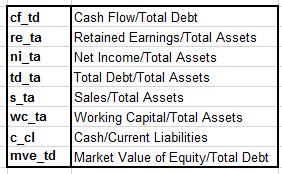 cf_td Cash Flow/Total Debt
re_ta Retained Earnings/Total Assets
ni_ta Net Income/Total Assets
td_ta Total Debt/Total Assets
s_ta Sales/Total Assets
wc_ta Working Capital/Total Assets
c_cl Cash/Current Liabilities
mve_td Market Value of Equity/Total Debt